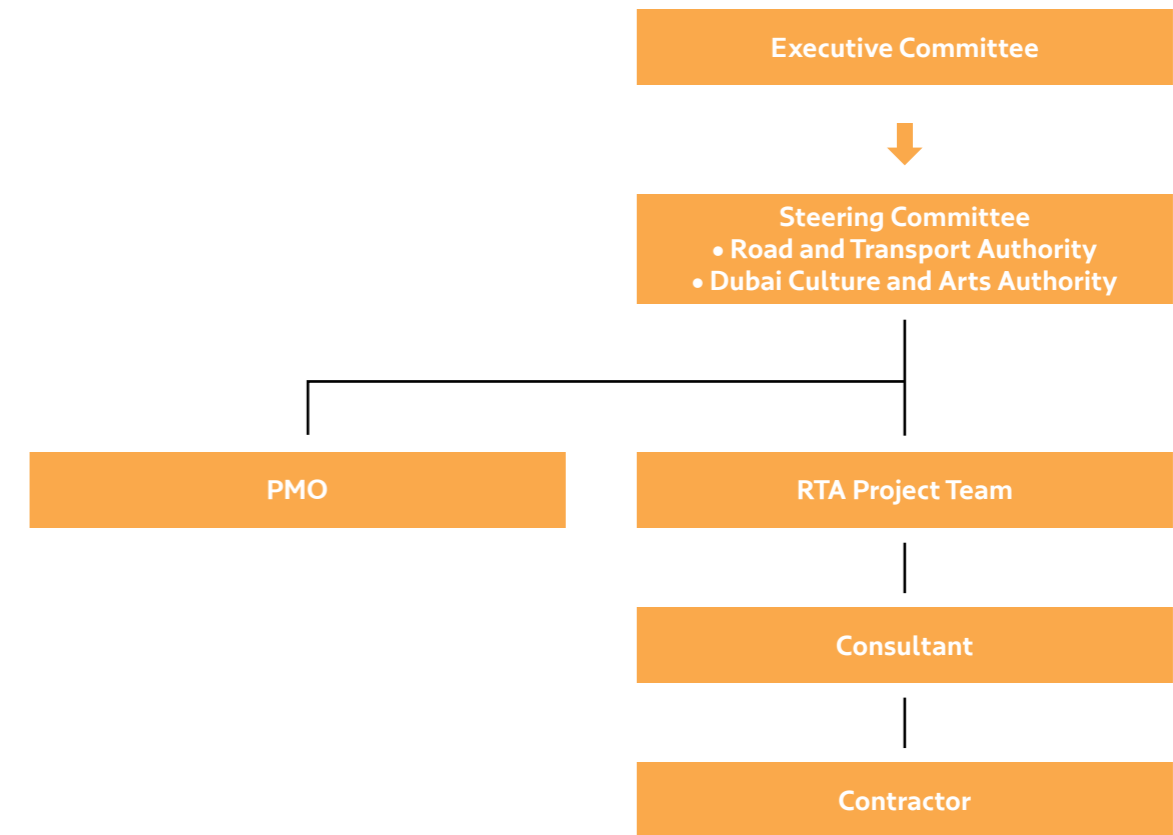 Executive Committee
Steering Committee
• Road and Transport Authority
• Dubai Culture and Arts Authority
PMO
RTA Project Team
Consultant
Contractor